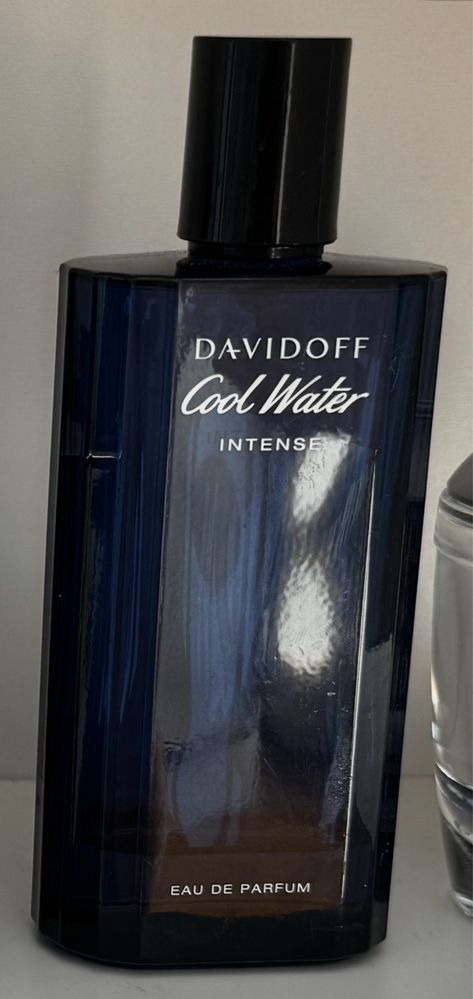 DAVIDOFF
Cool Water
INTENSE
EAU DE PARFUM